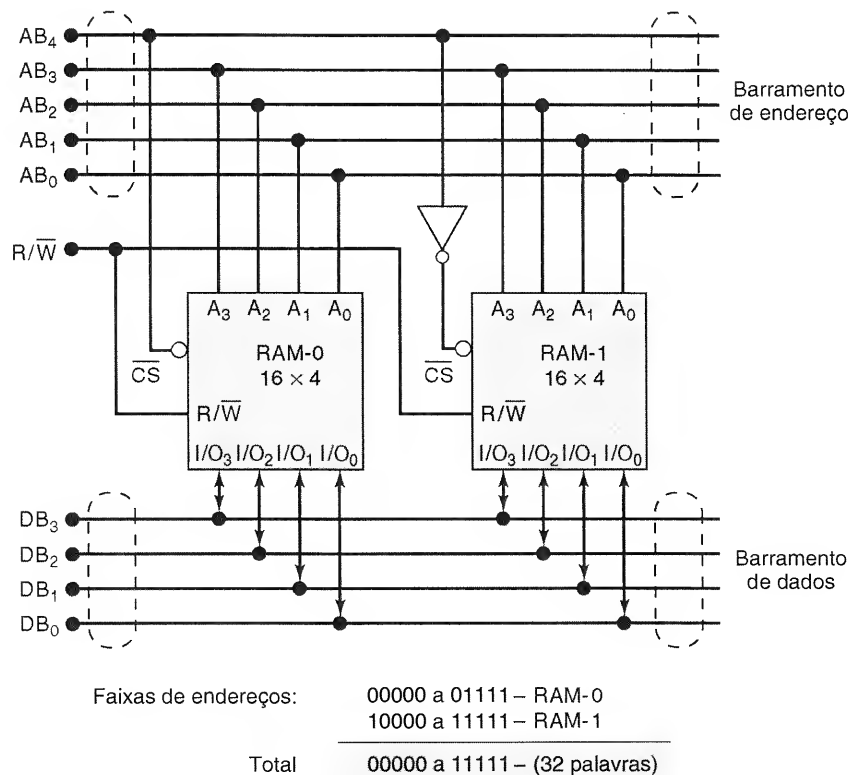 AB₄
AB₃
AB₂
AB₁
AB₀
Barramento
de endereço
R/W̅
A₃ A₂ A₁ A₀
A₃ A₂ A₁ A₀
C̅S̅
RAM-0
16 × 4
C̅S̅
RAM-1
16 × 4
R/W̅
R/W̅
I/O₃ I/O₂ I/O₁ I/O₀
I/O₃ I/O₂ I/O₁ I/O₀
DB₃
DB₂
DB₁
DB₀
Barramento
de dados
Faixas de endereços: 00000 a 01111 – RAM-0
10000 a 11111 – RAM-1
Total 00000 a 11111 – (32 palavras)